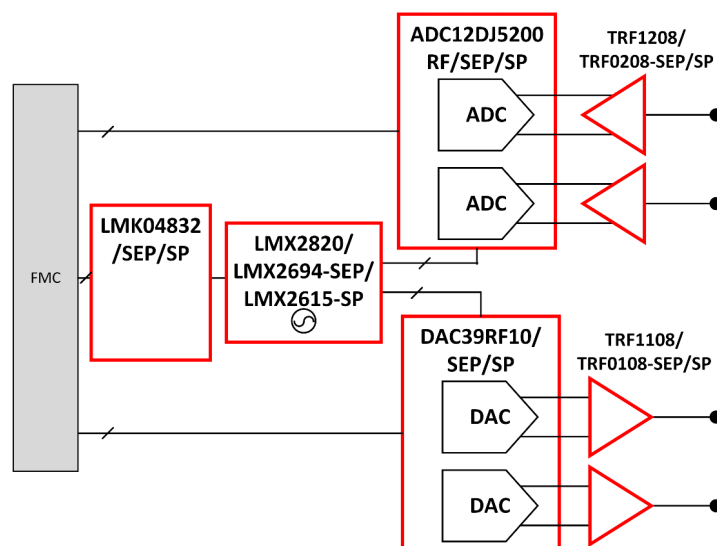 ADC12DJ5200
RF/SEP/SP
TRF1208/
TRF0208-SEP/SP
ADC
ADC
FMC
LMK04832
/SEP/SP
LMX2820/
LMX2694-SEP/
LMX2615-SP
DAC39RF10/
SEP/SP
TRF1108/
TRF0108-SEP/SP
DAC
DAC